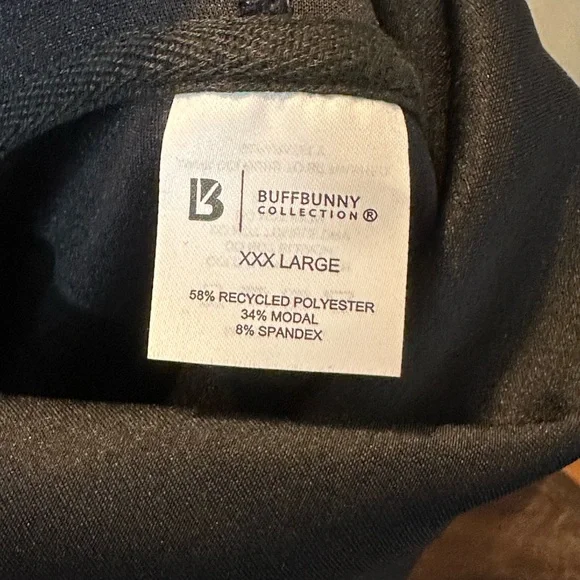 B
BUFFBUNNY
COLLECTION®
XXX LARGE
58% RECYCLED POLYESTER
34% MODAL
8% SPANDEX